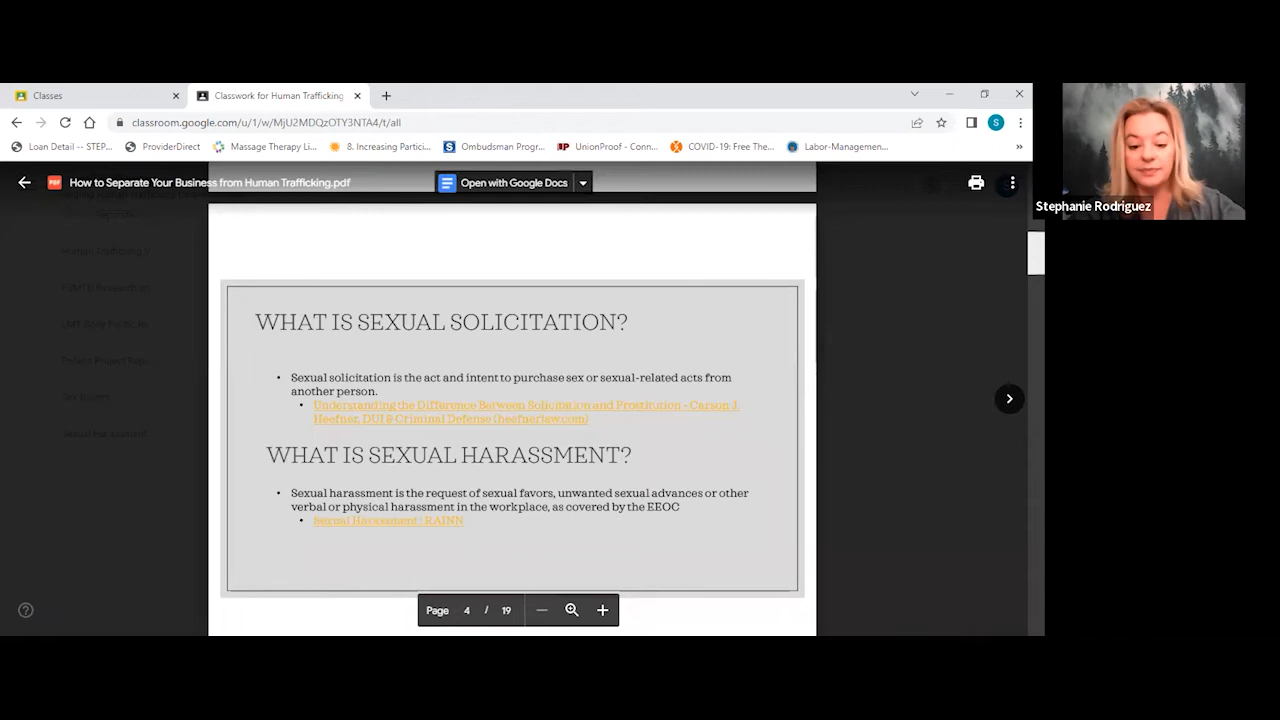 Classes
Classwork for Human Trafficking
classroom.google.com/u/1/w/MjU2MDQzOTY3NTA4/t/all
S
Loan Detail -- STEP...
ProviderDirect
Massage Therapy Li...
8. Increasing Partici...
Ombudsman Progr...
UnionProof - Conn...
COVID-19: Free The...
Labor-Managemen...
»
PDF
How to Separate Your Business from Human Trafficking.pdf
Open with Google Docs
Human Trafficking V
Sexual Harassment
WHAT IS SEXUAL SOLICITATION?
• Sexual solicitation is the act and intent to purchase sex or sexual-related acts from
another person.
• Understanding the Difference Between Solicitation and Prostitution - Carson J.
Heefner, DUI & Criminal Defense (heefnerlaw.com)
WHAT IS SEXUAL HARASSMENT?
• Sexual harassment is the request of sexual favors, unwanted sexual advances or other
verbal or physical harassment in the workplace, as covered by the EEOC
• Sexual Harassment | RAINN
Page 4 / 19
Stephanie Rodriguez